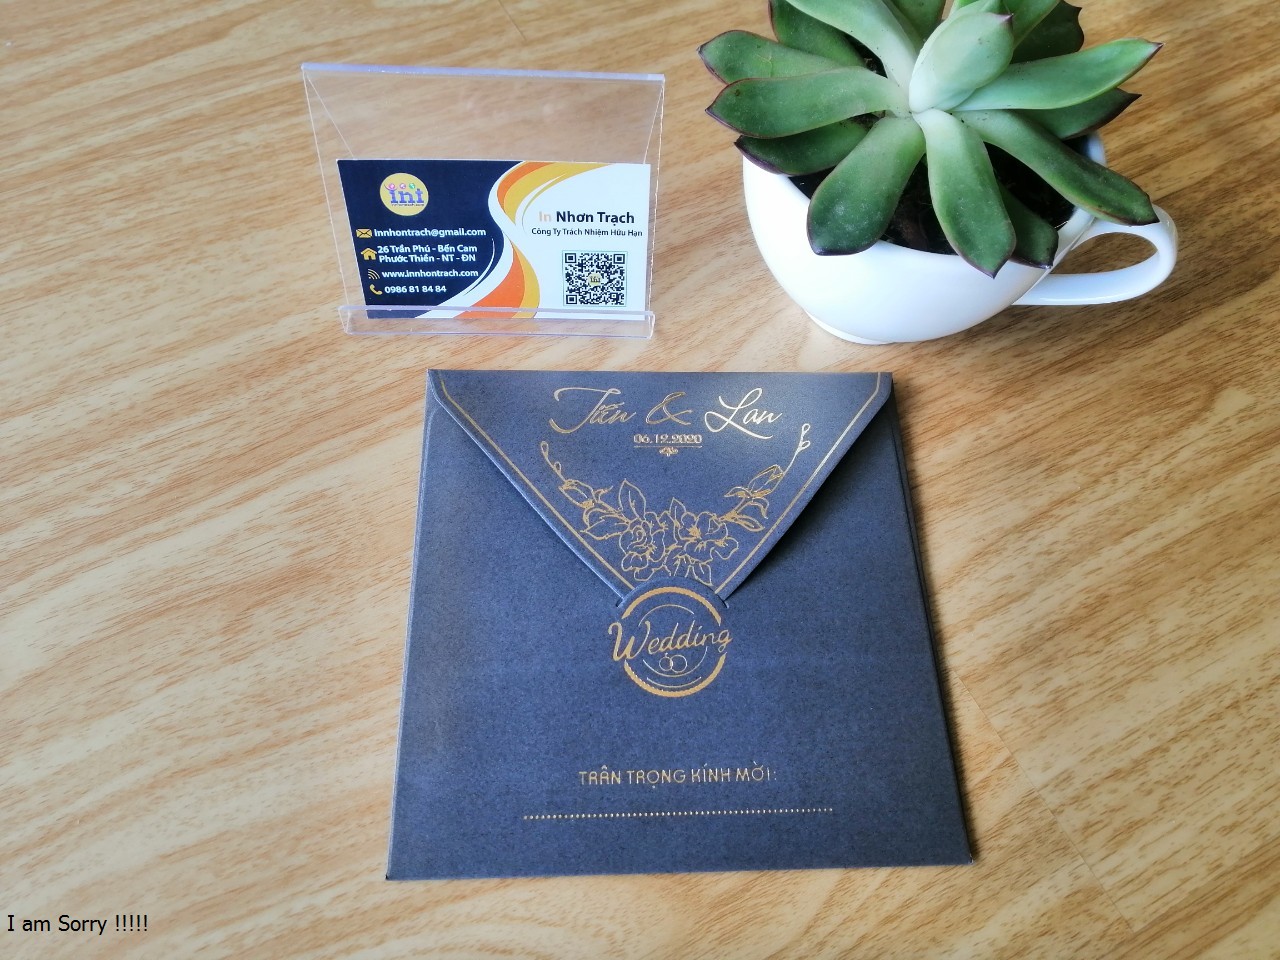 int
innhontrach@gmail.com
26 Trần Phú - Bến Cam
Phước Thiền - NT - ĐN
www.innhontrach.com
0986 81 84 84
In Nhơn Trạch
Công Ty Trách Nhiệm Hữu Hạn
Tấn & Lan
06.12.2020
Wedding
TRÂN TRỌNG KÍNH MỜI:
I am Sorry !!!!!